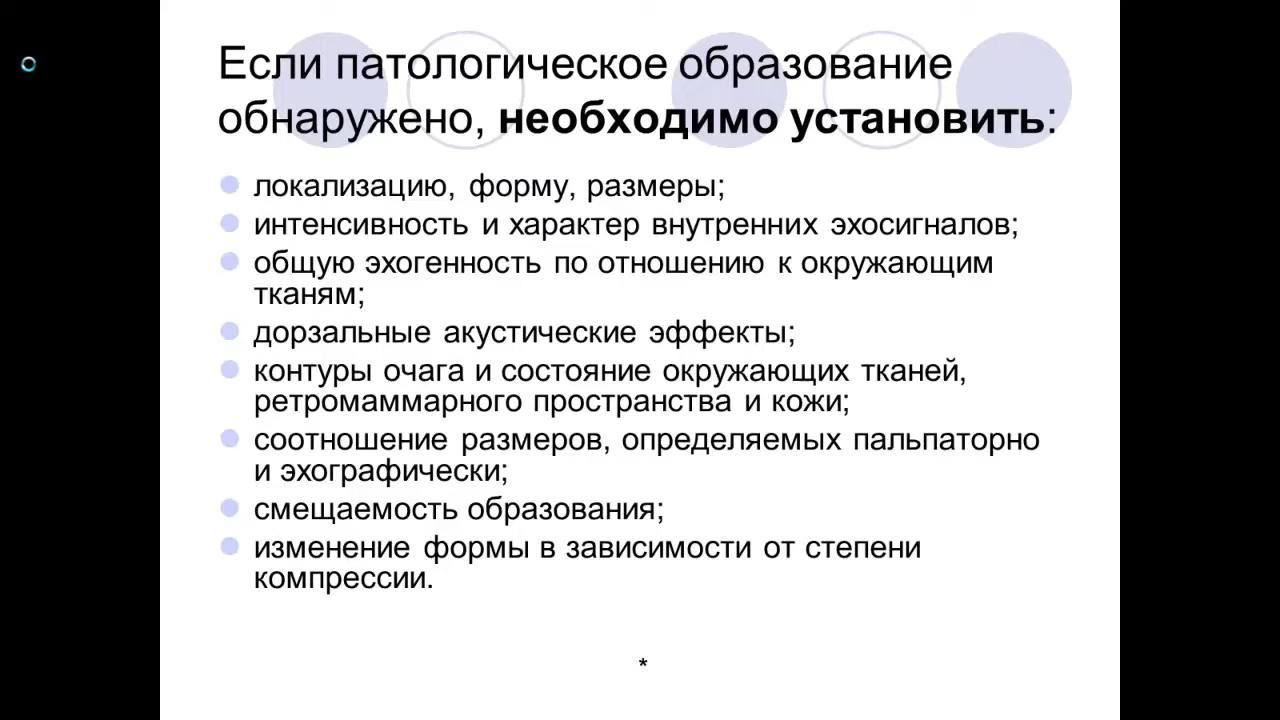 Если патологическое образование
обнаружено, необходимо установить:
локализацию, форму, размеры;
интенсивность и характер внутренних эхосигналов;
общую эхогенность по отношению к окружающим
тканям;
дорзальные акустические эффекты;
контуры очага и состояние окружающих тканей,
ретромаммарного пространства и кожи;
соотношение размеров, определяемых пальпаторно
и эхографически;
смещаемость образования;
изменение формы в зависимости от степени
компрессии.
*